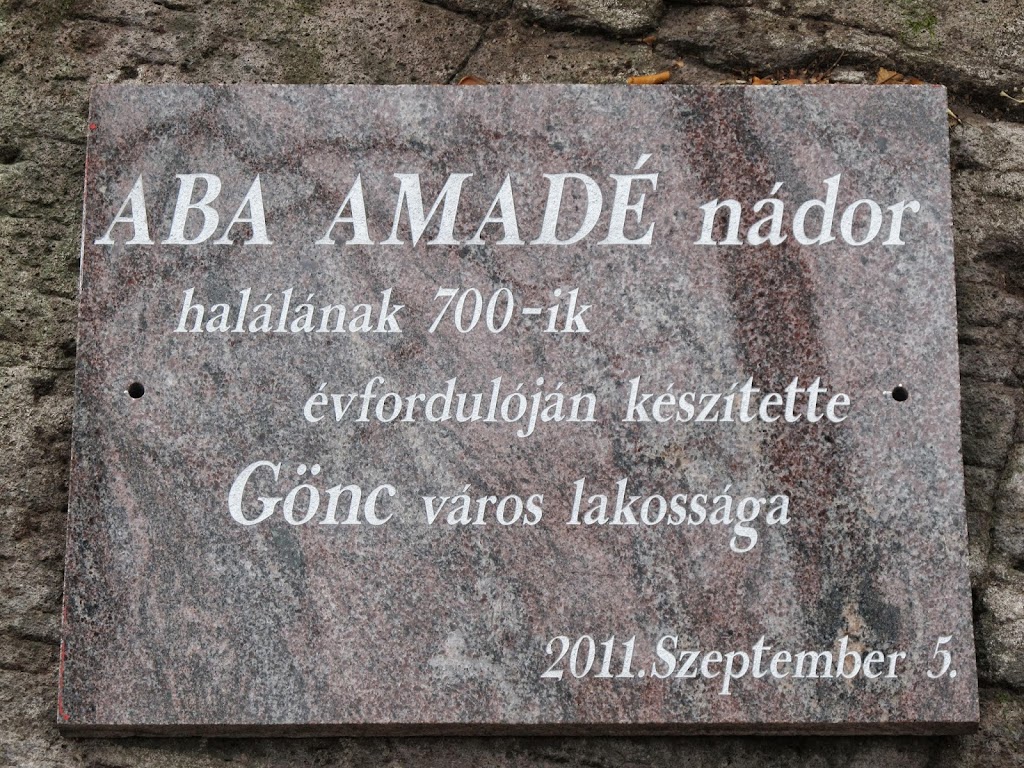 ABA AMADÉ nádor
halálának 700-ik
évfordulóján készítette
Gönc város lakossága
2011.Szeptember 5.